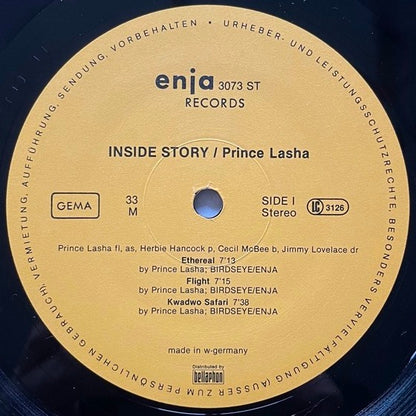 URHEBER- UND LEISTUNGSSCHUTZRECHTE, BESONDERES VERVIELFÄLTIGUNG (AUSSER ZUM PERSÖNLICHEN GEBRAUCH), VERMIETUNG, AUFFÜHRUNG, SENDUNG, VORBEHALTEN •
enja 3073 ST
RECORDS
INSIDE STORY / Prince Lasha
GEMA
33
M
SIDE I
Stereo
LC 3126
Prince Lasha fl, as, Herbie Hancock p, Cecil McBee b, Jimmy Lovelace dr
Ethereal 7'13
by Prince Lasha; BIRDSEYE/ENJA
Flight 7'15
by Prince Lasha; BIRDSEYE/ENJA
Kwadwo Safari 7'38
by Prince Lasha; BIRDSEYE/ENJA
made in w-germany
Distributed by
bellaphon